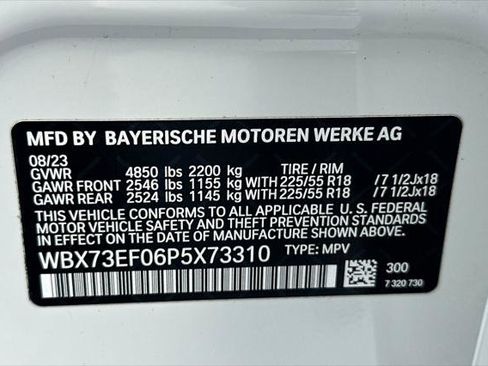 MFD BY BAYERISCHE MOTOREN WERKE AG
08/23
GVWR 4850 lbs 2200 kg TIRE / RIM
GAWR FRONT 2546 lbs 1155 kg WITH 225/55 R18 /7 1/2Jx18
GAWR REAR 2524 lbs 1145 kg WITH 225/55 R18 /7 1/2Jx18
THIS VEHICLE CONFORMS TO ALL APPLICABLE U.S. FEDERAL
MOTOR VEHICLE SAFETY, BUMPER, AND THEFT PREVENTION STANDARDS
IN EFFECT ON THE DATE OF MANUFACTURE SHOWN ABOVE.
WBX73EF06P5X73310 TYPE: MPV
300
7 320 730